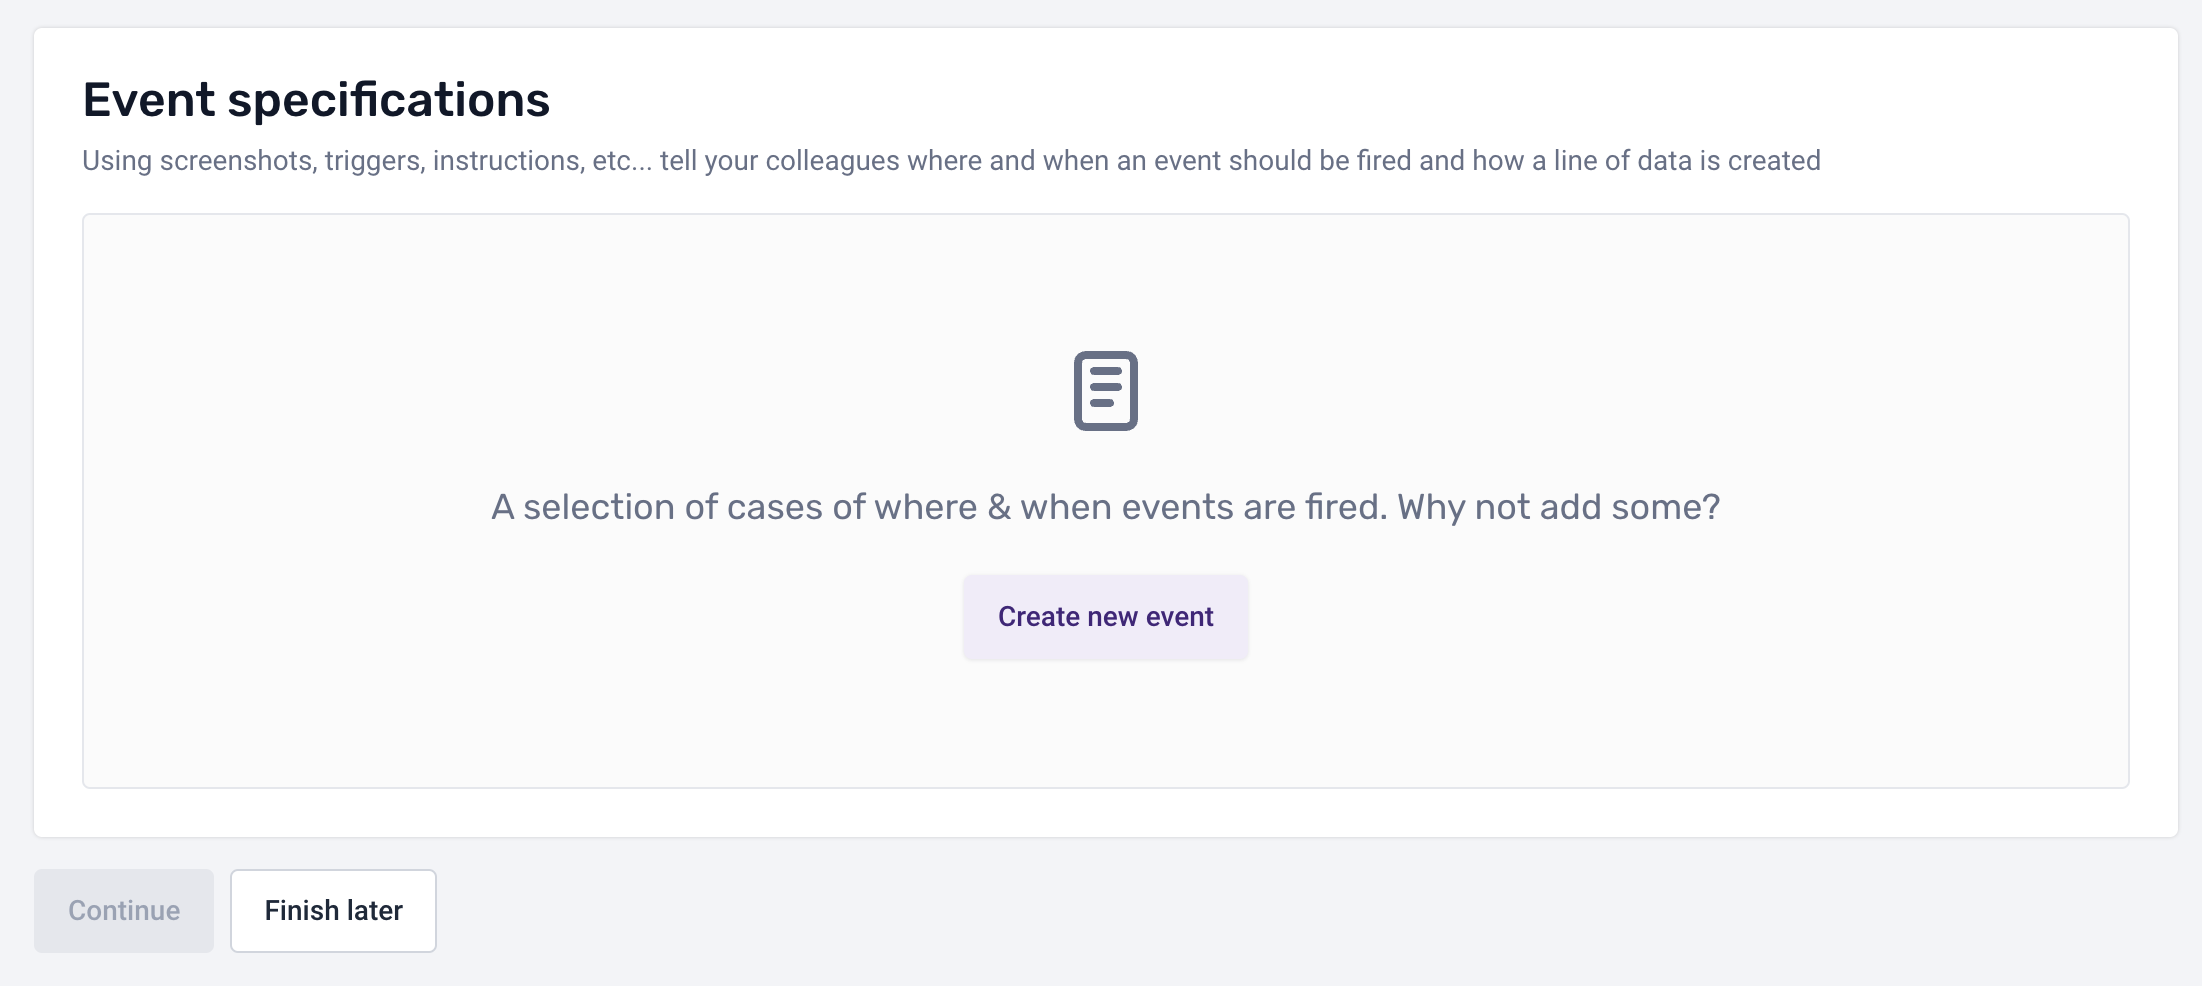 Event specifications
Using screenshots, triggers, instructions, etc... tell your colleagues where and when an event should be fired and how a line of data is created
A selection of cases of where & when events are fired. Why not add some?
Create new event
Continue
Finish later